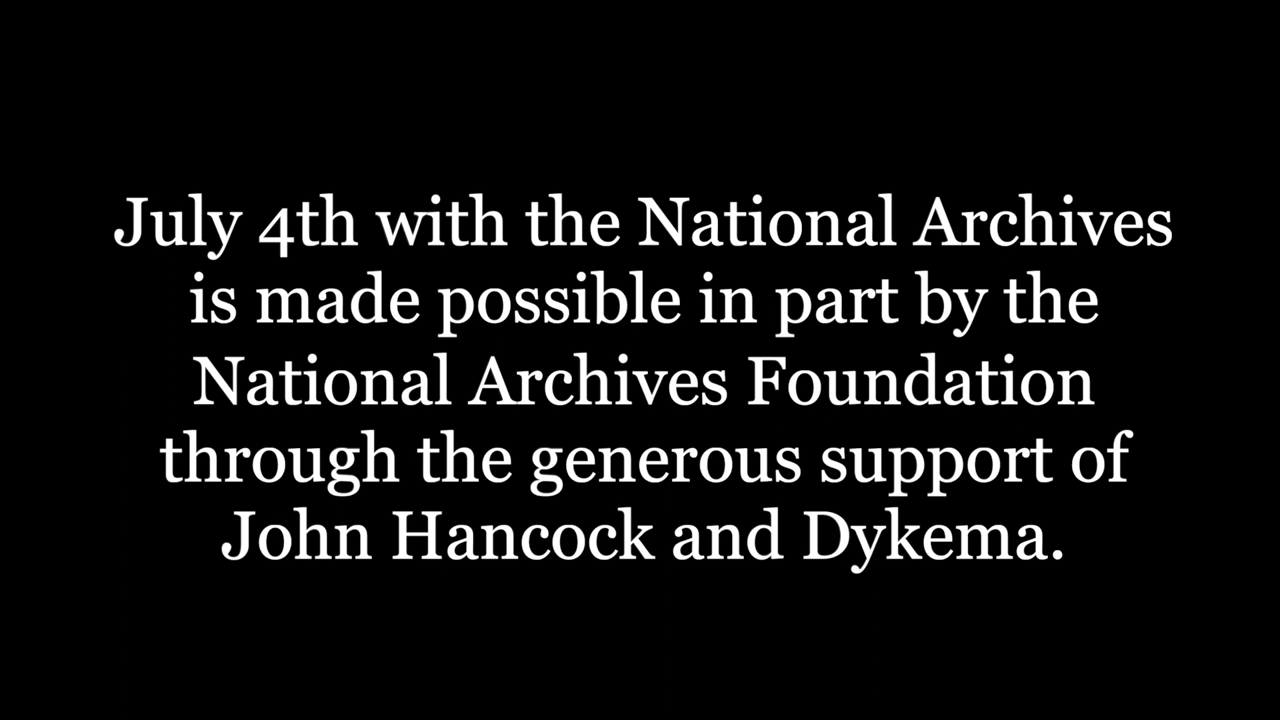 July 4th with the National Archives
is made possible in part by the
National Archives Foundation
through the generous support of
John Hancock and Dykema.